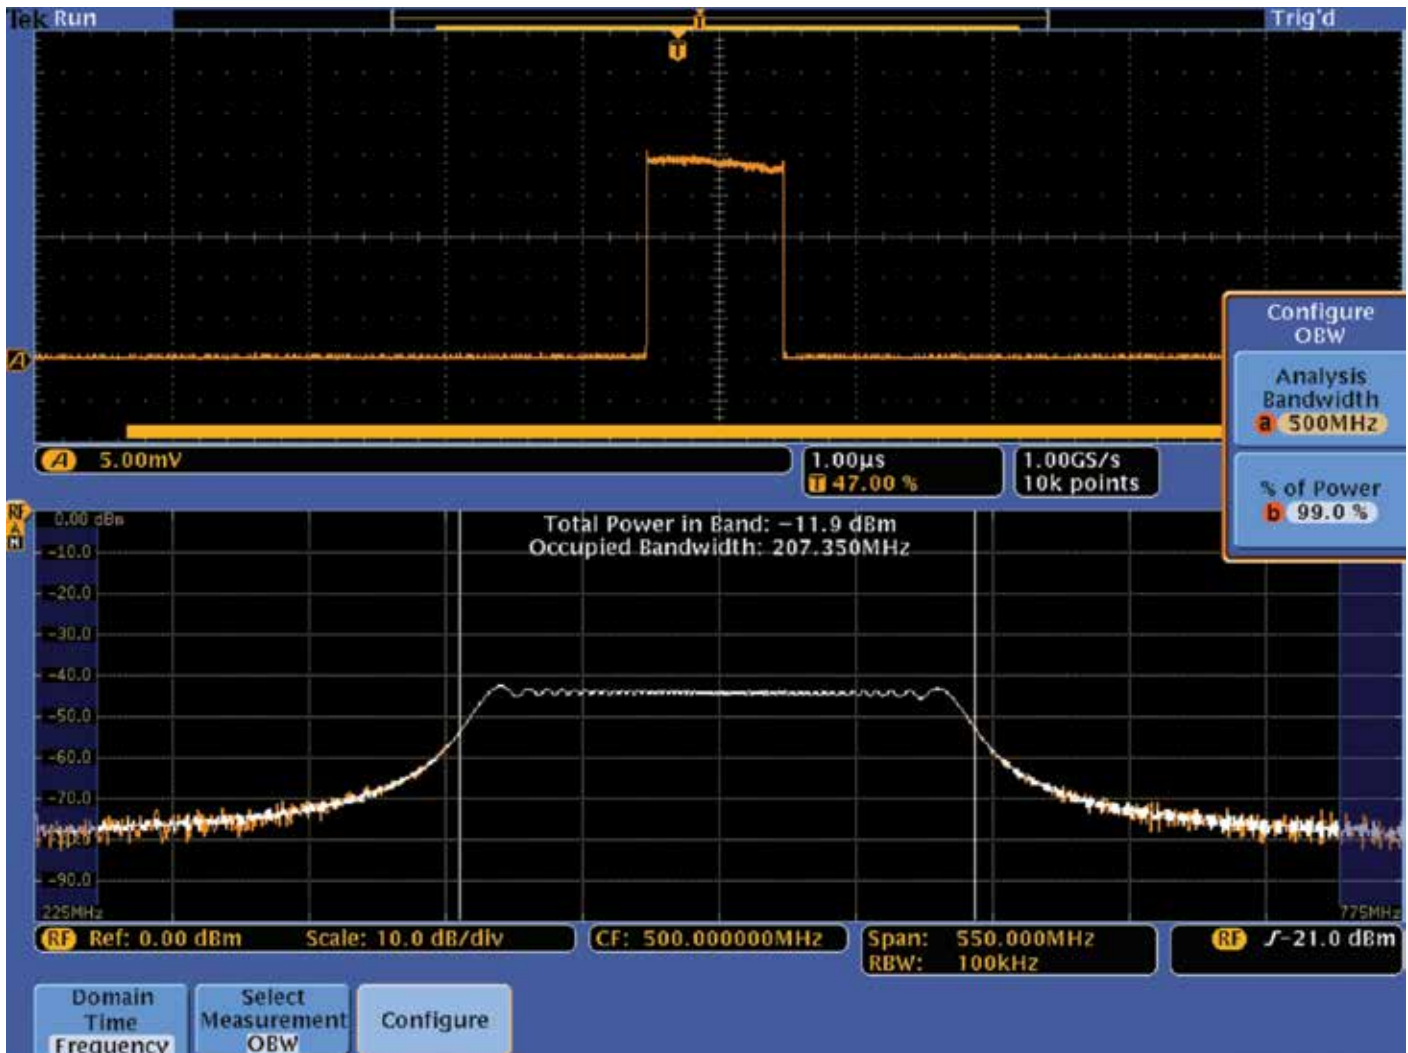 Tek Run Trig'd
T
T
Configure
OBW
Analysis
Bandwidth
a 500MHz
% of Power
b 99.0 %
A
A 5.00mV
1.00µs
T 47.00 %
1.00GS/s
10k points
RF
A
M
0.00 dBm
Total Power in Band: -11.9 dBm
Occupied Bandwidth: 207.350MHz
-10.0
-20.0
-30.0
-40.0
-50.0
-60.0
-70.0
-80.0
-90.0
225MHz
775MHz
RF Ref: 0.00 dBm Scale: 10.0 dB/div
CF: 500.000000MHz
Span: 550.000MHz
RBW: 100kHz
RF -21.0 dBm
Domain
Time
Frequency
Select
Measurement
OBW
Configure